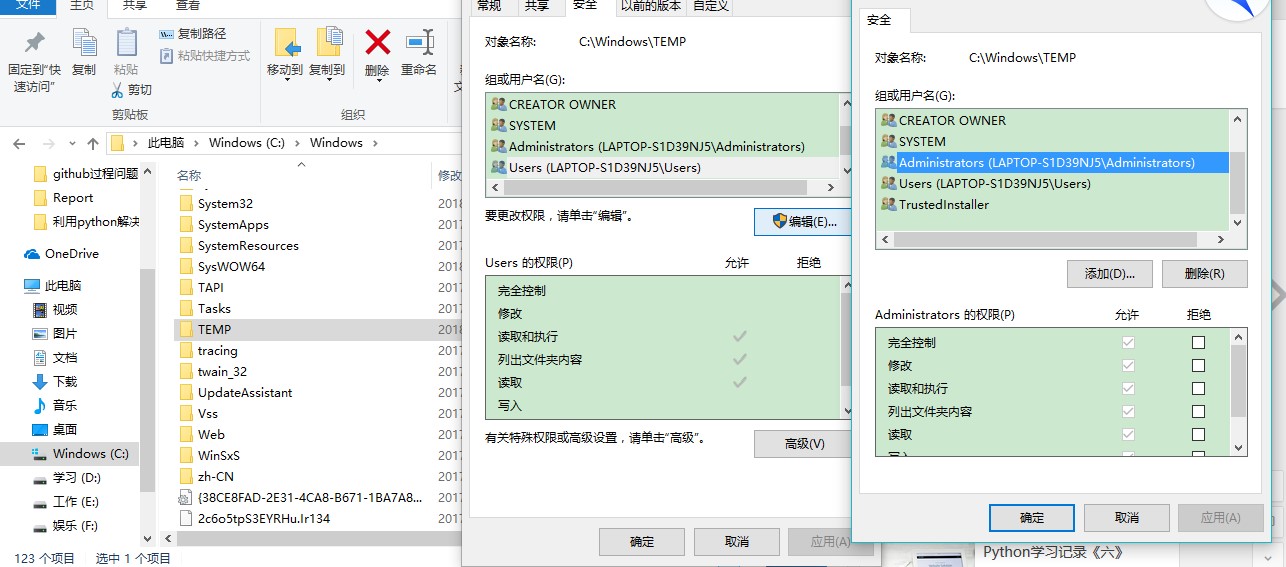 文件
主页
共享
查看
固定到"快
速访问"
复制
粘贴
复制路径
粘贴快捷方式
剪切
移动到
复制到
删除
重命名
剪贴板
组织
此电脑
Windows (C:)
Windows
github过程问题
Report
利用python解决
OneDrive
此电脑
视频
图片
文档
下载
音乐
桌面
Windows (C:)
学习 (D:)
工作 (E:)
娱乐 (F:)
名称
修改
System32
2018
SystemApps
2017
SystemResources
2017
SysWOW64
2018
TAPI
2017
Tasks
2017
TEMP
2018
tracing
2017
twain_32
2017
UpdateAssistant
2017
Vss
2017
Web
2017
WinSxS
2017
zh-CN
2017
{38CE8FAD-2E31-4CA8-B671-1BA7A8...
2017
2c6o5tpS3EYRHu.Ir134
2017
123 个项目
选中 1 个项目
常规
共享
安全
以前的版本
自定义
对象名称:
C:\Windows\TEMP
组或用户名(G):
CREATOR OWNER
SYSTEM
Administrators (LAPTOP-S1D39NJ5\Administrators)
Users (LAPTOP-S1D39NJ5\Users)
要更改权限，请单击"编辑"。
编辑(E)...
Users 的权限(P)
允许
拒绝
完全控制
修改
读取和执行
列出文件夹内容
读取
写入
有关特殊权限或高级设置，请单击"高级"。
高级(V)
确定
取消
应用(A)
安全
对象名称:
C:\Windows\TEMP
组或用户名(G):
CREATOR OWNER
SYSTEM
Administrators (LAPTOP-S1D39NJ5\Administrators)
Users (LAPTOP-S1D39NJ5\Users)
TrustedInstaller
添加(D)...
删除(R)
Administrators 的权限(P)
允许
拒绝
完全控制
修改
读取和执行
列出文件夹内容
读取
写入
确定
取消
应用(A)
Python学习记录《六》